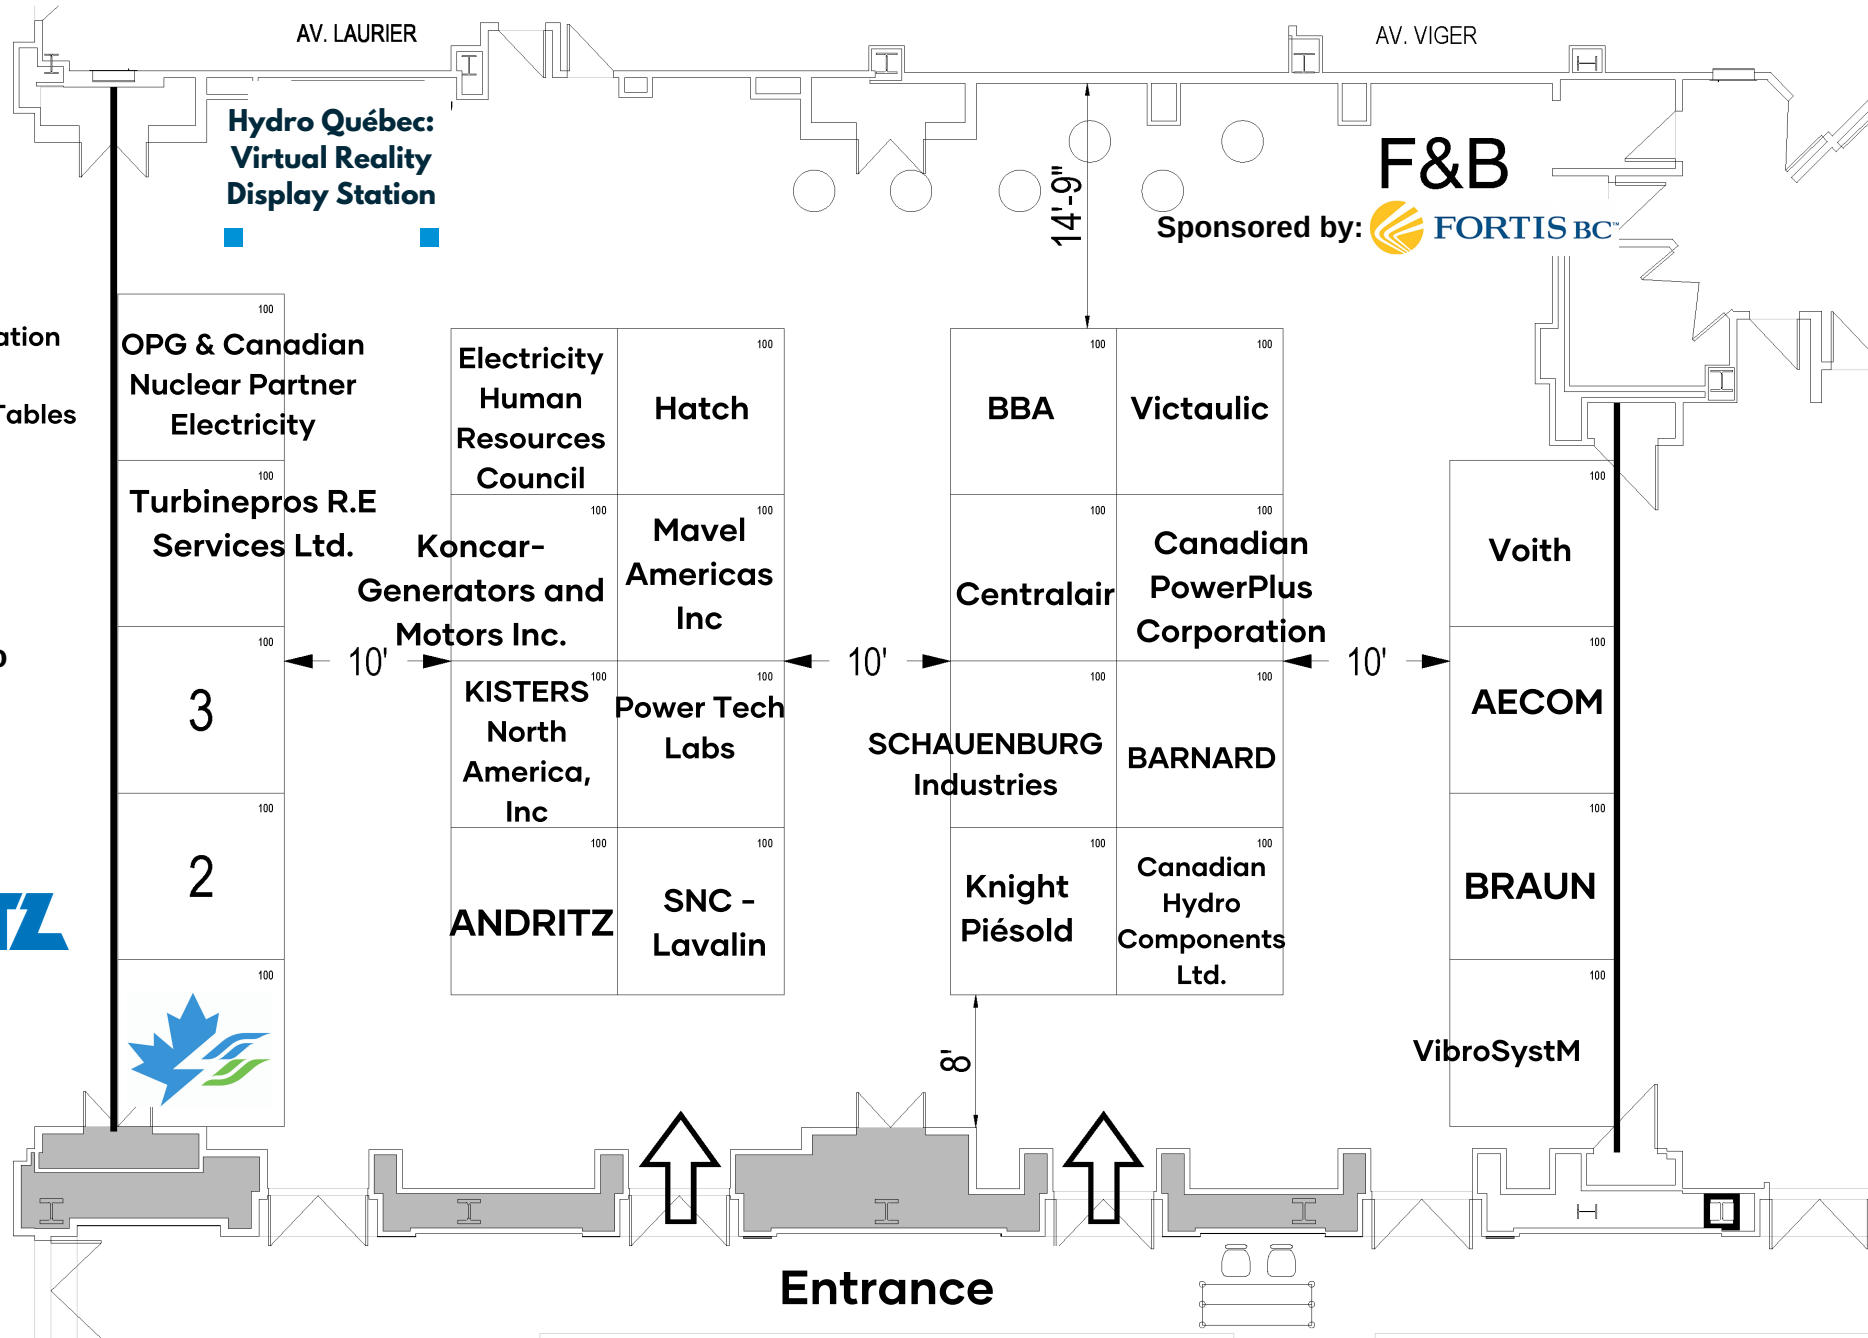 AV. LAURIER
AV. VIGER
Hydro Québec:
Virtual Reality
Display Station
F&B
Sponsored by:
FORTIS BC™
14'-9"
ation
Tables
100
OPG & Canadian
Nuclear Partner
Electricity
100
Turbinepros R.E
Services Ltd.
100
3
100
2
100
TZ
Electricity
Human
Resources
Council
100
Hatch
100
Koncar-
Generators and
Motors Inc.
100
Mavel
Americas
Inc
100
KISTERS
North
America,
Inc
100
Power Tech
Labs
100
ANDRITZ
100
SNC -
Lavalin
100
BBA
100
Victaulic
100
Centralair
100
Canadian
PowerPlus
Corporation
100
SCHAUENBURG
Industries
100
BARNARD
100
Knight
Piésold
100
Canadian
Hydro
Components
Ltd.
100
Voith
100
AECOM
100
BRAUN
100
VibroSystM
10'
10'
10'
8'
Entrance